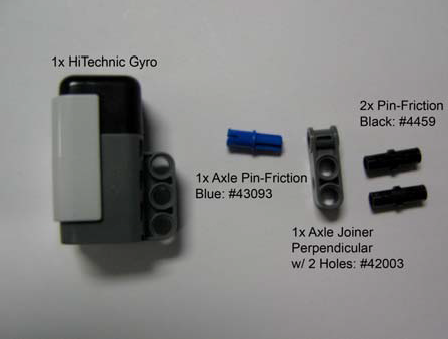 1x HiTechnic Gyro
2x Pin-Friction
Black: #4459
1x Axle Pin-Friction
Blue: #43093
1x Axle Joiner
Perpendicular
w/ 2 Holes: #42003